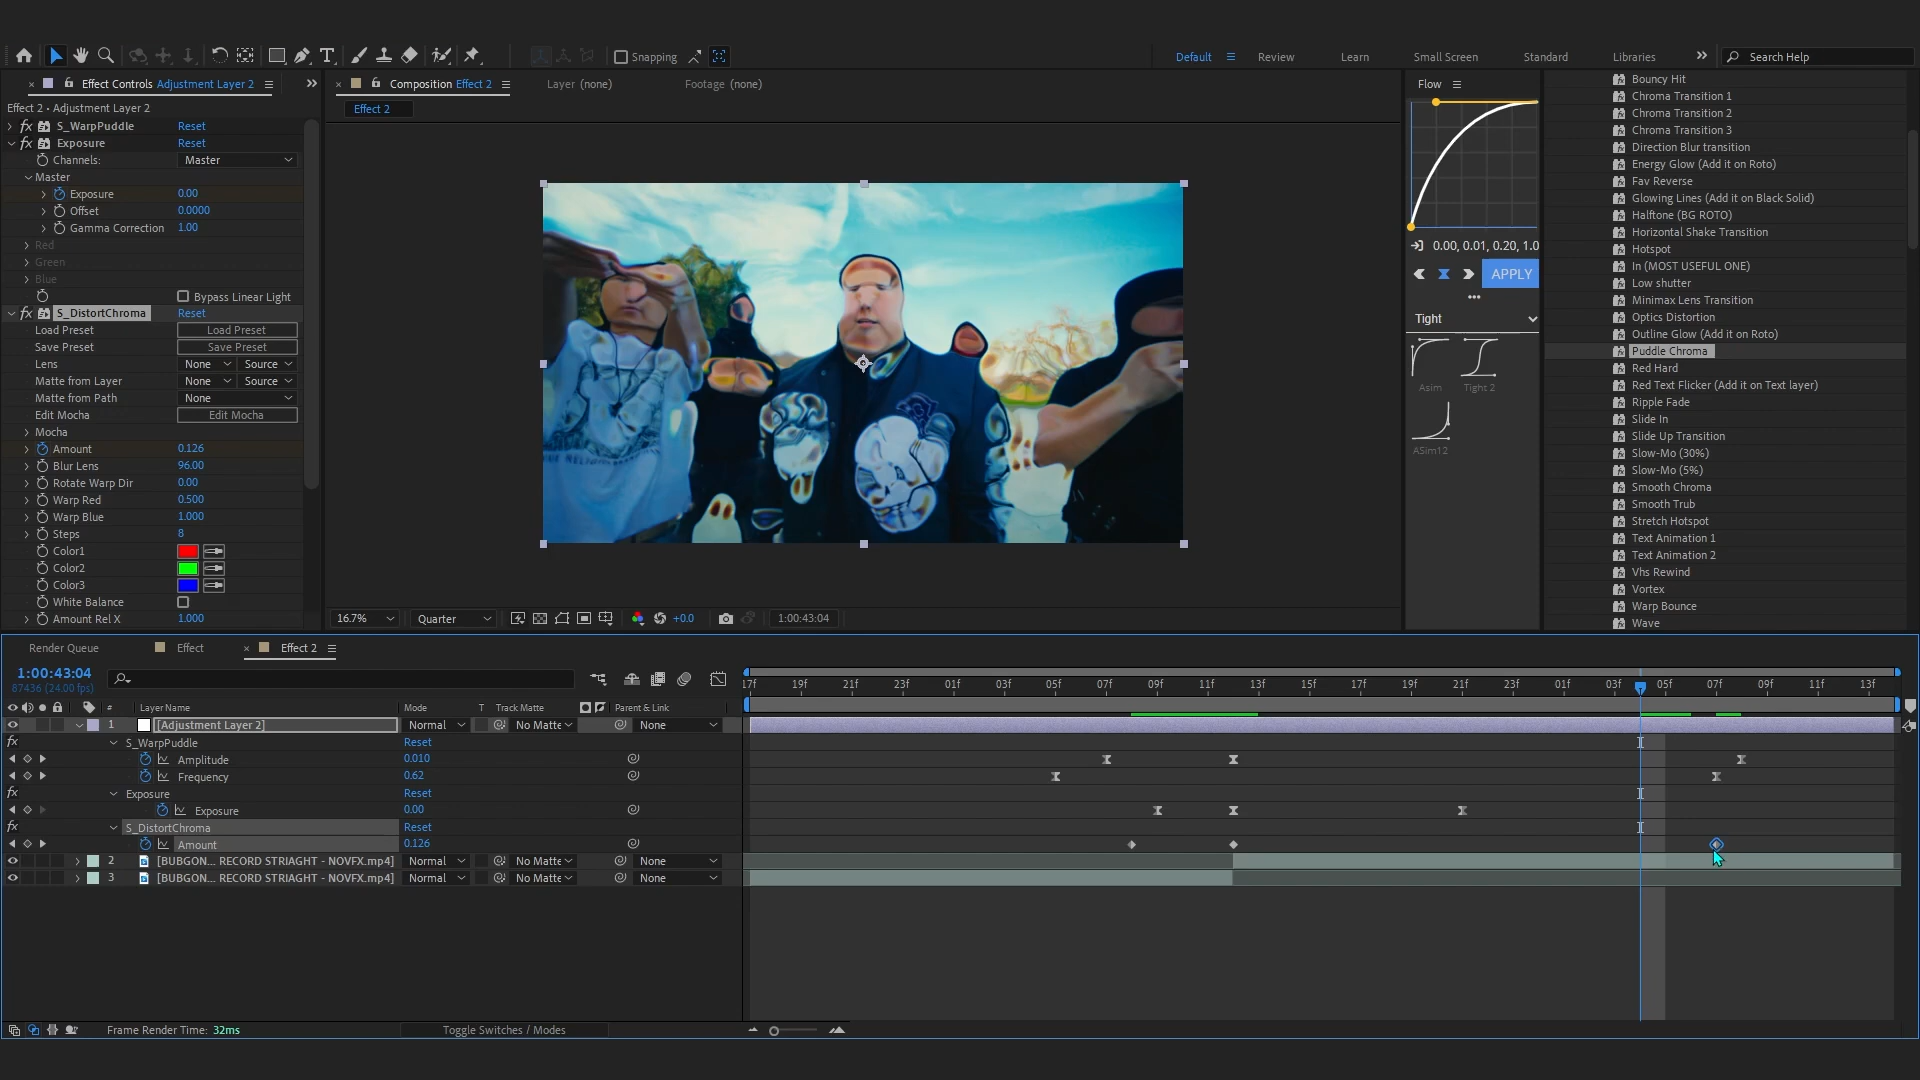 Snapping
Default
Review
Learn
Small Screen
Standard
Libraries
Search Help
Effect Controls Adjustment Layer 2
Composition Effect 2
Layer (none)
Footage (none)
Flow
Effect 2 • Adjustment Layer 2
Effect 2
S_WarpPuddle Reset
Exposure Reset
Channels: Master
Master
Exposure 0.00
Offset 0.0000
Gamma Correction 1.00
Red
Green
Blue
Bypass Linear Light
S_DistortChroma Reset
Load Preset Load Preset
Save Preset Save Preset
Lens None Source
Matte from Layer None Source
Matte from Path None
Edit Mocha Edit Mocha
Mocha
Amount 0.126
Blur Lens 96.00
Rotate Warp Dir 0.00
Warp Red 0.500
Warp Blue 1.000
Steps 8
Color1
Color2
Color3
White Balance
Amount Rel X 1.000
16.7%
Quarter
+0.0
1:00:43:04
0.00, 0.01, 0.20, 1.0
APPLY
Tight
Asim
Tight 2
ASim12
Bouncy Hit
Chroma Transition 1
Chroma Transition 2
Chroma Transition 3
Direction Blur transition
Energy Glow (Add it on Roto)
Fav Reverse
Glowing Lines (Add it on Black Solid)
Halftone (BG ROTO)
Horizontal Shake Transition
Hotspot
In (MOST USEFUL ONE)
Low shutter
Minimax Lens Transition
Optics Distortion
Outline Glow (Add it on Roto)
Puddle Chroma
Red Hard
Red Text Flicker (Add it on Text layer)
Ripple Fade
Slide In
Slide Up Transition
Slow-Mo (30%)
Slow-Mo (5%)
Smooth Chroma
Smooth Trub
Stretch Hotspot
Text Animation 1
Text Animation 2
Vhs Rewind
Vortex
Warp Bounce
Wave
Render Queue
Effect
Effect 2
1:00:43:04
87436 (24.00 fps)
17f 19f 21f 23f 01f 03f 05f 07f 09f 11f 13f 15f 17f 19f 21f 23f 01f 03f 05f 07f 09f 11f 13f
# Layer Name Mode T Track Matte Parent & Link
1 [Adjustment Layer 2] Normal No Matte None
S_WarpPuddle Reset
Amplitude 0.010
Frequency 0.62
Exposure Reset
Exposure 0.00
S_DistortChroma Reset
Amount 0.126
2 [BUBGON... RECORD STRIAGHT - NOVFX.mp4] Normal No Matte None
3 [BUBGON... RECORD STRIAGHT - NOVFX.mp4] Normal No Matte None
Frame Render Time: 32ms
Toggle Switches / Modes